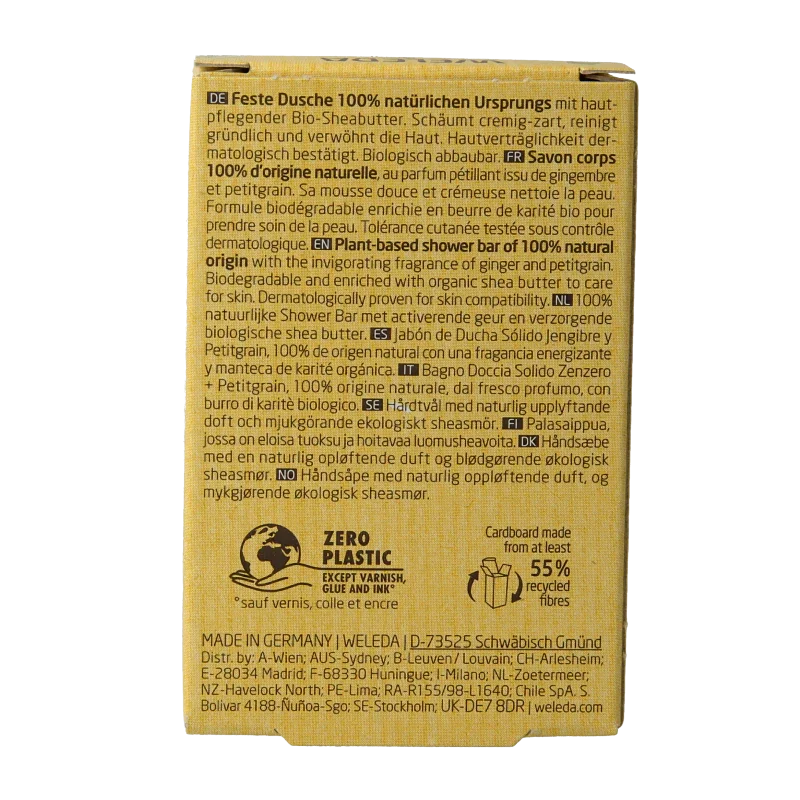 WELEDA
DE Feste Dusche 100% natürlichen Ursprungs mit haut-
pflegender Bio-Sheabutter. Schäumt cremig-zart, reinigt
gründlich und verwöhnt die Haut. Hautverträglichkeit der-
matologisch bestätigt. Biologisch abbaubar. FR Savon corps
100% d'origine naturelle, au parfum pétillant issu de gingembre
et petitgrain. Sa mousse douce et crémeuse nettoie la peau.
Formule biodégradable enrichie en beurre de karité bio pour
prendre soin de la peau. Tolérance cutanée testée sous contrôle
dermatologique. EN Plant-based shower bar of 100% natural
origin with the invigorating fragrance of ginger and petitgrain.
Biodegradable and enriched with organic shea butter to care
for skin. Dermatologically proven for skin compatibility. NL 100%
natuurlijke Shower Bar met activerende geur en verzorgende
biologische shea butter. ES Jabón de Ducha Sólido Jengibre y
Petitgrain, 100% de origen natural con una fragancia energizante
y manteca de karité orgánica. IT Bagno Doccia Solido Zenzero
+ Petitgrain, 100% origine naturale, dal fresco profumo, con
burro di karitè biologico. SE Hårdtvål med naturlig upplyftande
doft och mjukgörande ekologiskt sheasmör. FI Palasaippua,
jossa on eloisa tuoksu ja hoitavaa luomusheavoita. DK Håndsæbe
med en naturlig opløftende duft og blødgørende økologisk
sheasmør. NO Håndsåpe med naturlig oppløftende duft, og
mykgjørende økologisk sheasmør.
ZERO
PLASTIC
EXCEPT VARNISH,
GLUE AND INK°
°sauf vernis, colle et encre
Cardboard made
from at least
55%
recycled
fibres
MADE IN GERMANY | WELEDA | D-73525 Schwäbisch Gmünd
Distr. by: A-Wien; AUS-Sydney; B-Leuven / Louvain; CH-Arlesheim;
E-28034 Madrid; F-68330 Huningue; I-Milano; NL-Zoetermeer;
NZ-Havelock North; PE-Lima; RA-R155/98-L1640; Chile SpA. S.
Bolivar 4188-Ñuñoa-Sgo; SE-Stockholm; UK-DE7 8DR | weleda.com